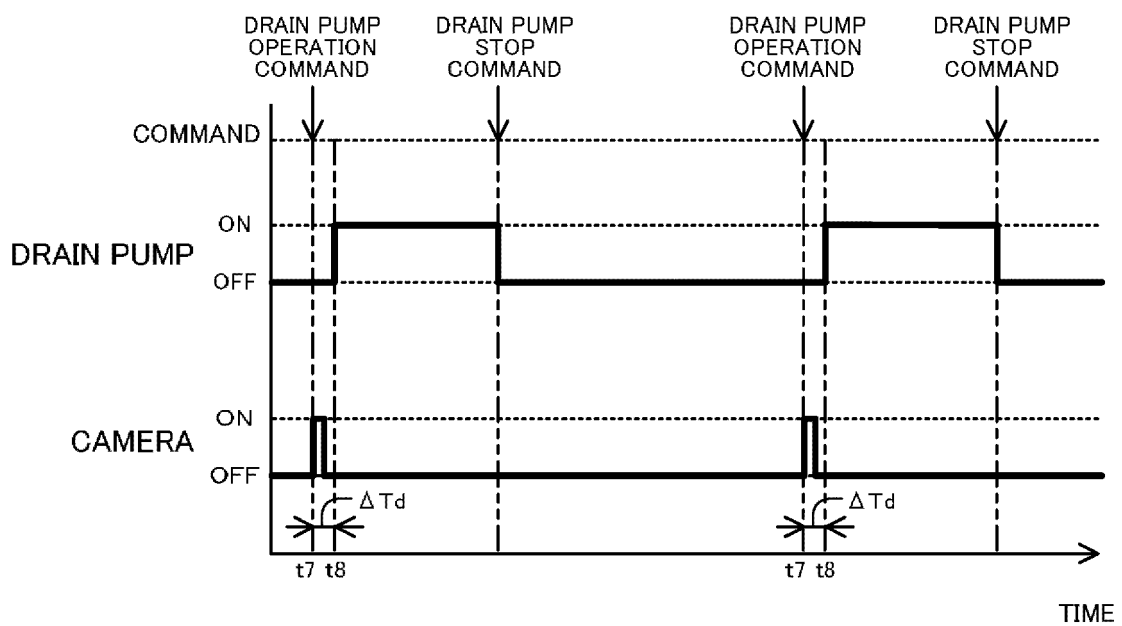 DRAIN PUMP
OPERATION
COMMAND
DRAIN PUMP
STOP
COMMAND
DRAIN PUMP
OPERATION
COMMAND
DRAIN PUMP
STOP
COMMAND
COMMAND
ON
DRAIN PUMP
OFF
ON
CAMERA
OFF
ΔTd
ΔTd
t7 t8
t7 t8
TIME